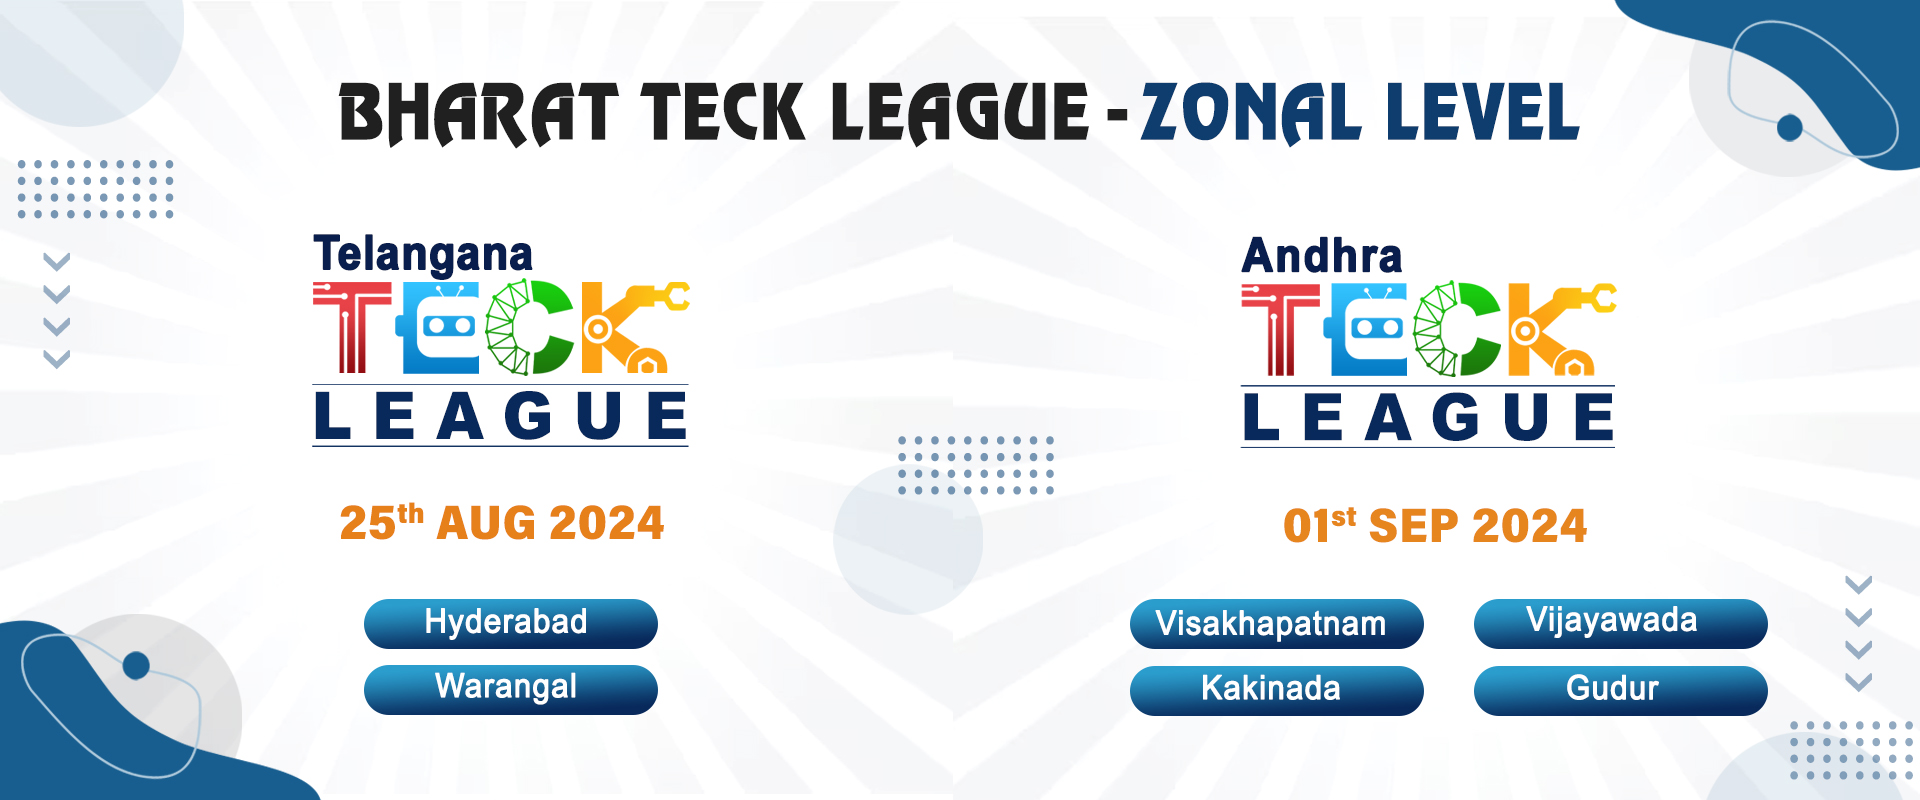 BHARAT TECK LEAGUE - ZONAL LEVEL
Telangana
TECK
LEAGUE
25th AUG 2024
Hyderabad
Warangal
Andhra
TECK
LEAGUE
01st SEP 2024
Visakhapatnam
Vijayawada
Kakinada
Gudur